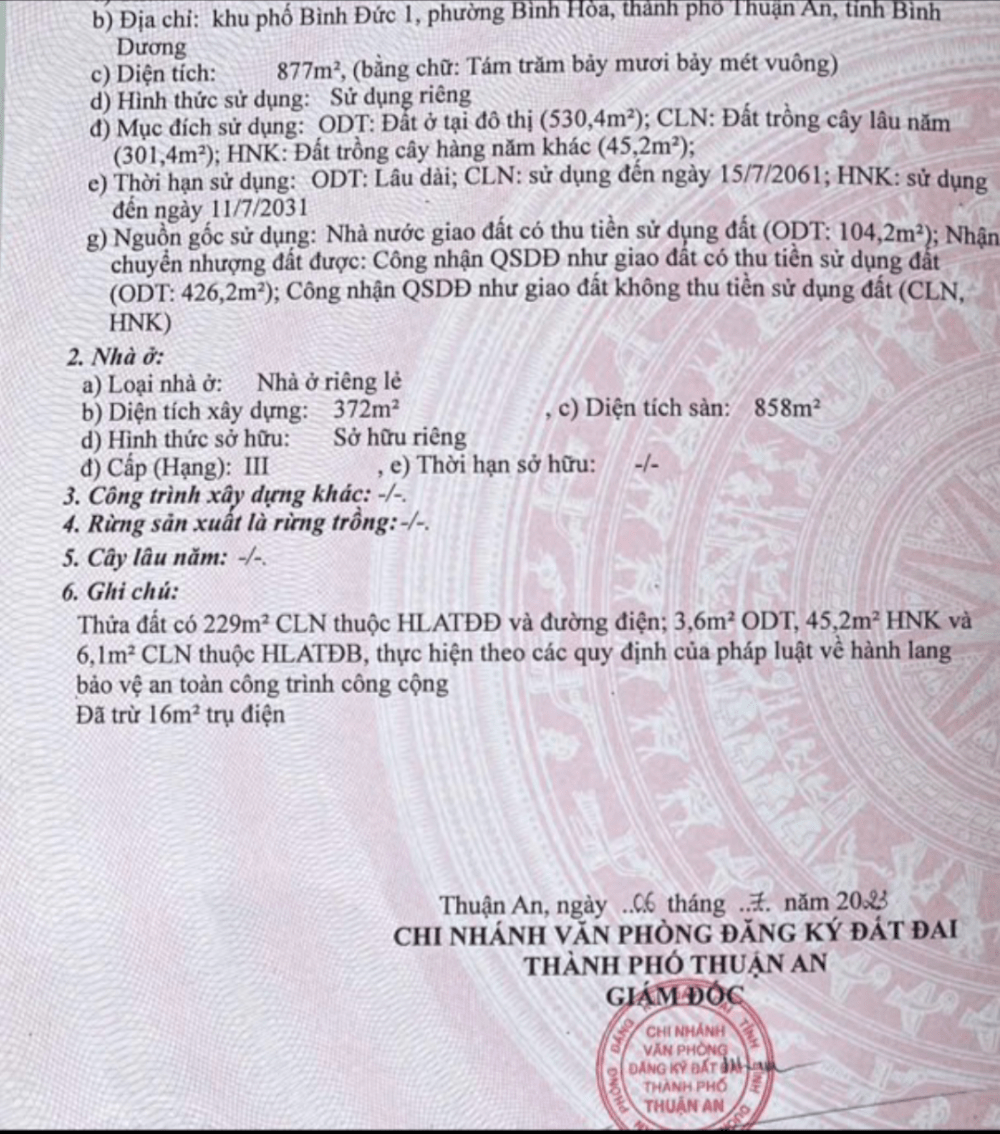 b) Địa chỉ: khu phố Bình Đức 1, phường Bình Hòa, thành phố Thuận An, tỉnh Bình
Dương
c) Diện tích: 877m², (bằng chữ: Tám trăm bảy mươi bảy mét vuông)
d) Hình thức sử dụng: Sử dụng riêng
đ) Mục đích sử dụng: ODT: Đất ở tại đô thị (530,4m²); CLN: Đất trồng cây lâu năm
(301,4m²); HNK: Đất trồng cây hàng năm khác (45,2m²);
e) Thời hạn sử dụng: ODT: Lâu dài; CLN: sử dụng đến ngày 15/7/2061; HNK: sử dụng
đến ngày 11/7/2031
g) Nguồn gốc sử dụng: Nhà nước giao đất có thu tiền sử dụng đất (ODT: 104,2m²); Nhận
chuyển nhượng đất được: Công nhận QSDĐ như giao đất có thu tiền sử dụng đất
(ODT: 426,2m²); Công nhận QSDĐ như giao đất không thu tiền sử dụng đất (CLN,
HNK)
2. Nhà ở:
a) Loại nhà ở: Nhà ở riêng lẻ
b) Diện tích xây dựng: 372m² , c) Diện tích sàn: 858m²
d) Hình thức sở hữu: Sở hữu riêng
đ) Cấp (Hạng): III , e) Thời hạn sở hữu: -/-
3. Công trình xây dựng khác: -/-.
4. Rừng sản xuất là rừng trồng: -/-.
5. Cây lâu năm: -/-.
6. Ghi chú:
Thửa đất có 229m² CLN thuộc HLATĐĐ và đường điện; 3,6m² ODT, 45,2m² HNK và
6,1m² CLN thuộc HLATĐB, thực hiện theo các quy định của pháp luật về hành lang
bảo vệ an toàn công trình công cộng
Đã trừ 16m² trụ điện
Thuận An, ngày ..06 tháng ..7. năm 2023
CHI NHÁNH VĂN PHÒNG ĐĂNG KÝ ĐẤT ĐAI
THÀNH PHỐ THUẬN AN
GIÁM ĐỐC
CHI NHÁNH
VĂN PHÒNG
ĐĂNG KÝ ĐẤT ĐAI
THÀNH PHỐ
THUẬN AN